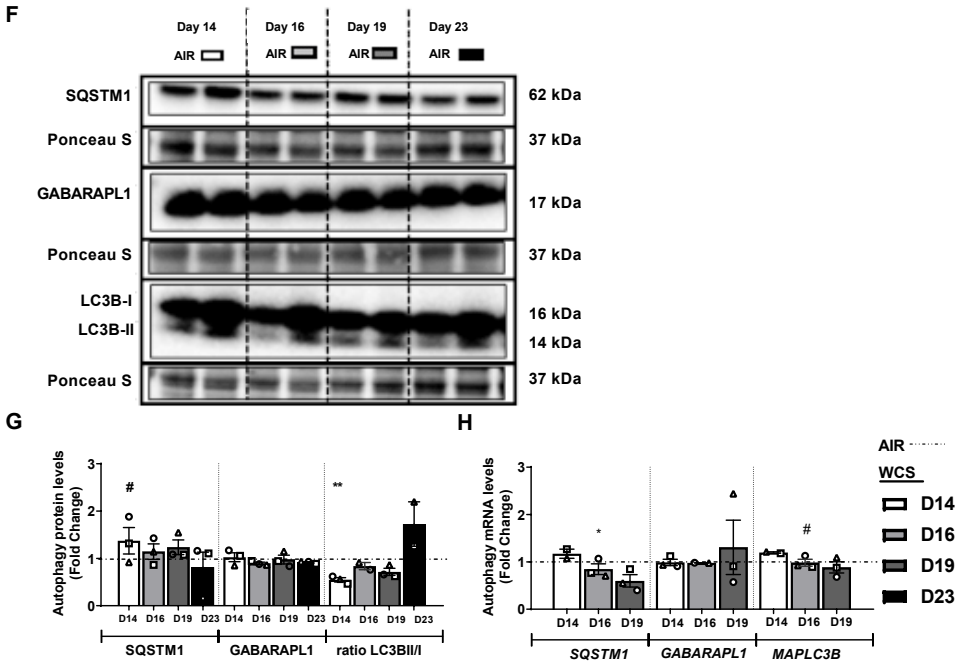 F
Day 14 Day 16 Day 19 Day 23
AIR AIR AIR AIR
SQSTM1 62 kDa
Ponceau S 37 kDa
GABARAPL1 17 kDa
Ponceau S 37 kDa
LC3B-I 16 kDa
LC3B-II 14 kDa
Ponceau S 37 kDa
G
Autophagy protein levels
(Fold Change)
3
2
1
0
#
**
D14 D16 D19 D23 D14 D16 D19 D23 D14 D16 D19 D23
SQSTM1 GABARAPL1 ratio LC3BII/I
H
Autophagy mRNA levels
(Fold Change)
3
2
1
0
*
#
D14 D16 D19 D14 D16 D19 D14 D16 D19
SQSTM1 GABARAPL1 MAPLC3B
AIR
WCS
D14
D16
D19
D23